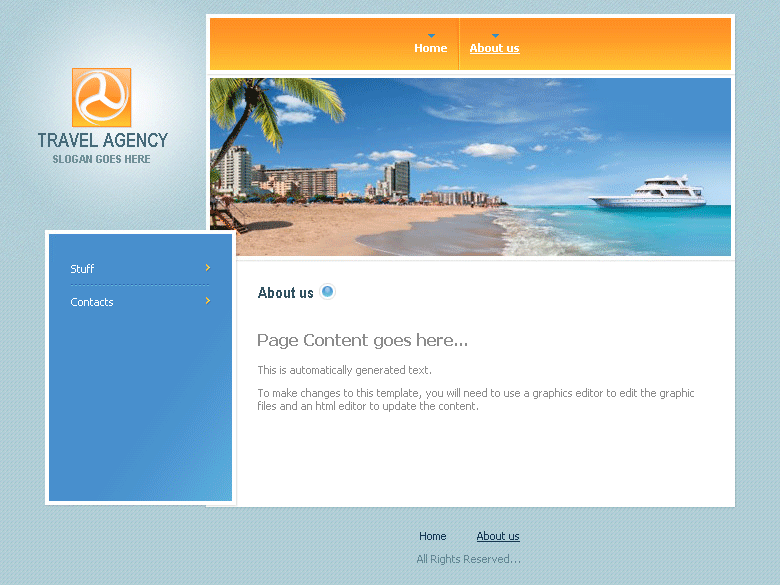 Home
About us
TRAVEL AGENCY
SLOGAN GOES HERE
Stuff
Contacts
About us
Page Content goes here...
This is automatically generated text.
To make changes to this template, you will need to use a graphics editor to edit the graphic
files and an html editor to update the content.
Home
About us
All Rights Reserved...